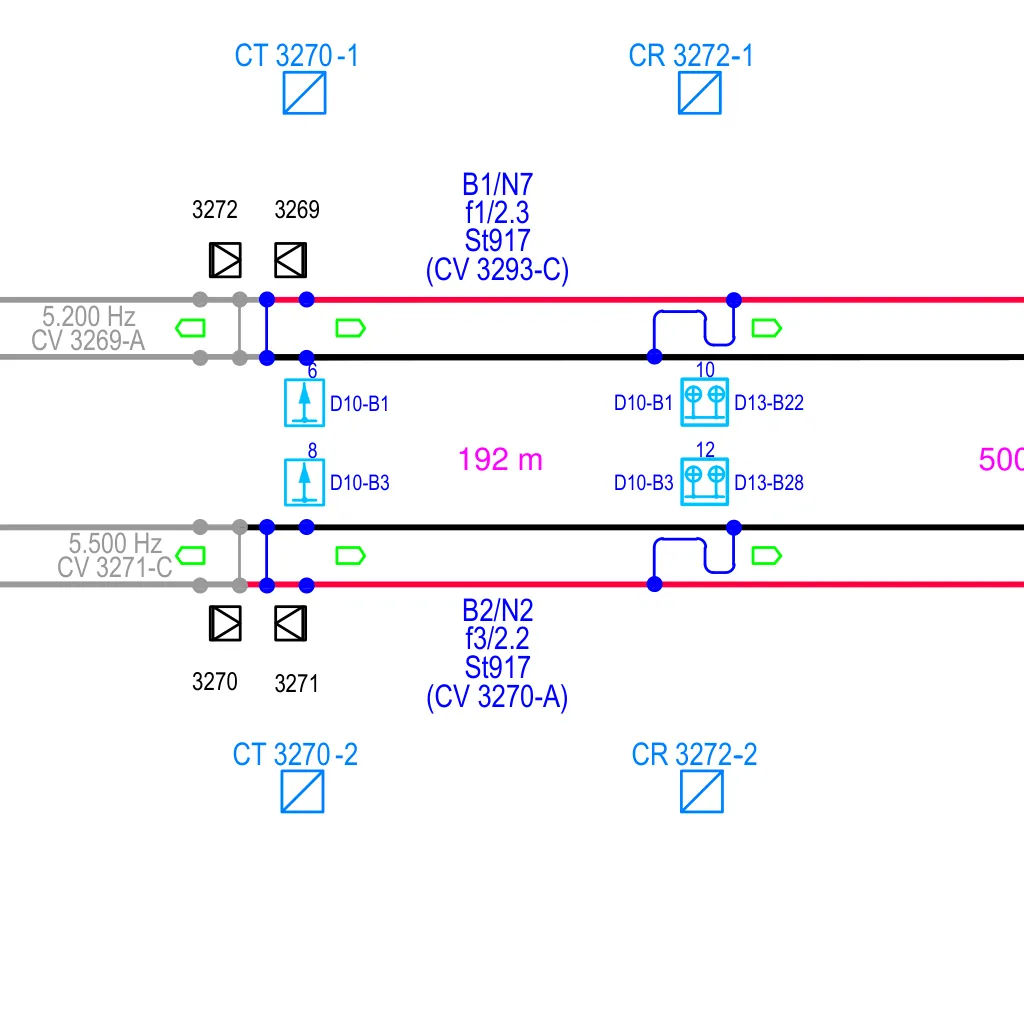 CT 3270-1
CR 3272-1
B1/N7
f1/2.3
St917
(CV 3293-C)
3272
3269
5.200 Hz
CV 3269-A
6
D10-B1
10
D10-B1
D13-B22
8
D10-B3
192 m
12
D10-B3
D13-B28
500
5.500 Hz
CV 3271-C
B2/N2
f3/2.2
St917
(CV 3270-A)
3270
3271
CT 3270-2
CR 3272-2